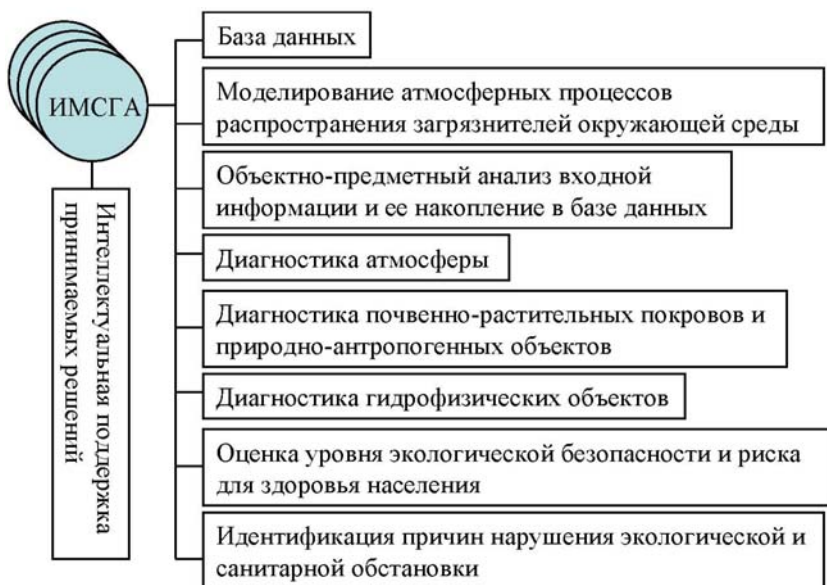 ИМСГА
Интеллектуальная поддержка
принимаемых решений
База данных
Моделирование атмосферных процессов
распространения загрязнителей окружающей среды
Объектно-предметный анализ входной
информации и ее накопление в базе данных
Диагностика атмосферы
Диагностика почвенно-растительных покровов и
природно-антропогенных объектов
Диагностика гидрофизических объектов
Оценка уровня экологической безопасности и риска
для здоровья населения
Идентификация причин нарушения экологической и
санитарной обстановки